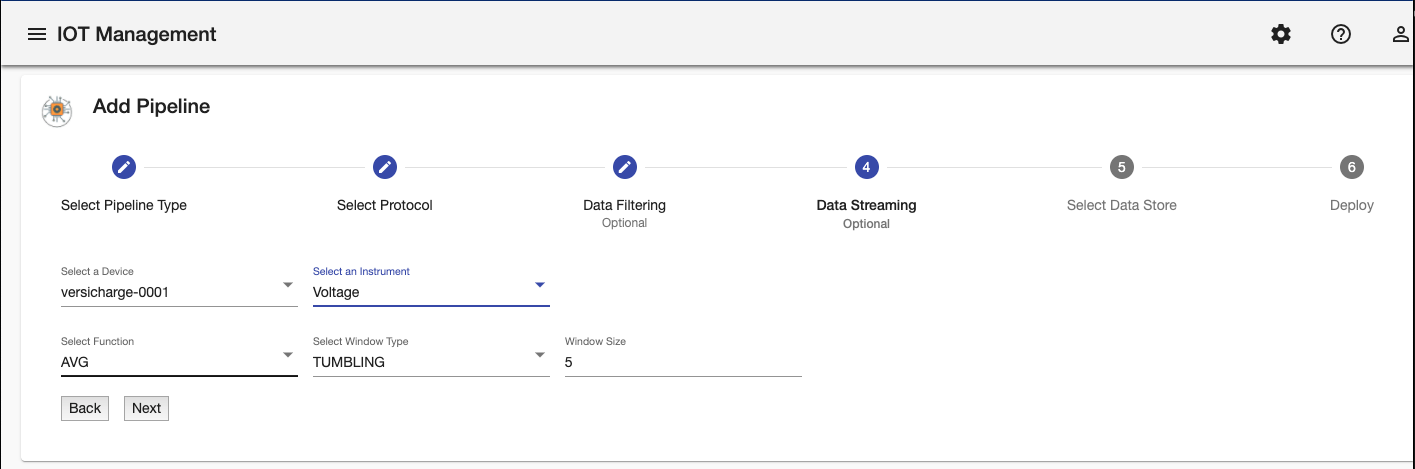 IOT Management
Add Pipeline
4
5
6
Select Pipeline Type
Select Protocol
Data Filtering
Optional
Data Streaming
Optional
Select Data Store
Deploy
Select a Device
versicharge-0001
Select an Instrument
Voltage
Select Function
AVG
Select Window Type
TUMBLING
Window Size
5
Back
Next